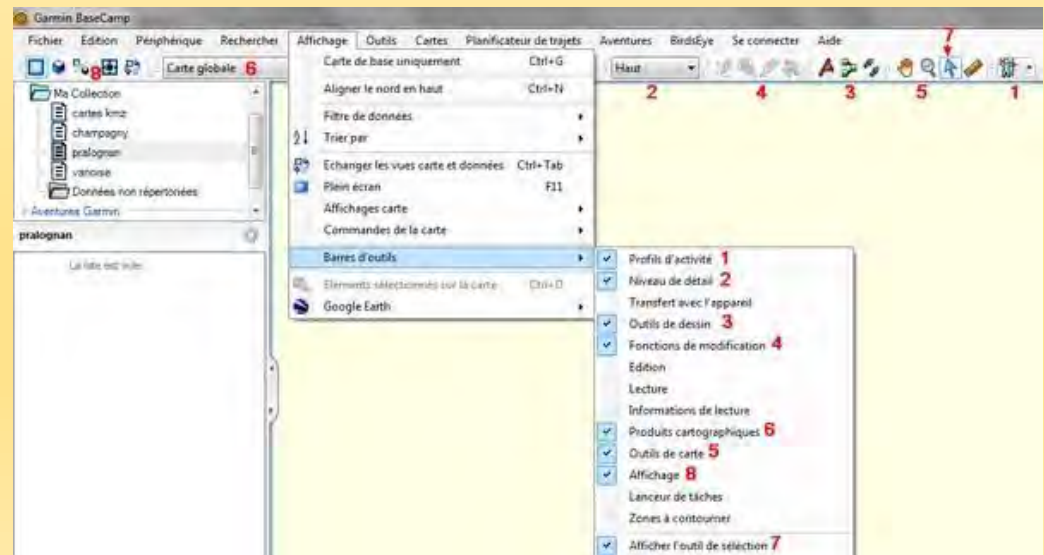 Garmin BaseCamp
Fichier Edition Périphérique Rechercher Affichage Outils Cartes Planificateur de trajets Aventures BirdsEye Se connecter Aide
7
8 Carte globale 6 Haut
2 4 3 5 1
Ma Collection
cartes kmz
champagny
pralognan
vanoise
Données non répertoriées
Aventures Garmin
pralognan
La liste est vide.
Carte de base uniquement Ctrl+G
Aligner le nord en haut Ctrl+N
Filtre de données
Trier par
Echanger les vues carte et données Ctrl+Tab
Plein écran F11
Affichages carte
Commandes de la carte
Barres d'outils
Elements sélectionnés sur la carte Ctrl+D
Google Earth
Profils d'activité 1
Niveau de détail 2
Transfert avec l'appareil
Outils de dessin 3
Fonctions de modification 4
Edition
Lecture
Informations de lecture
Produits cartographiques 6
Outils de carte 5
Affichage 8
Lanceur de tâches
Zones à contourner
Afficher l'outil de sélection 7